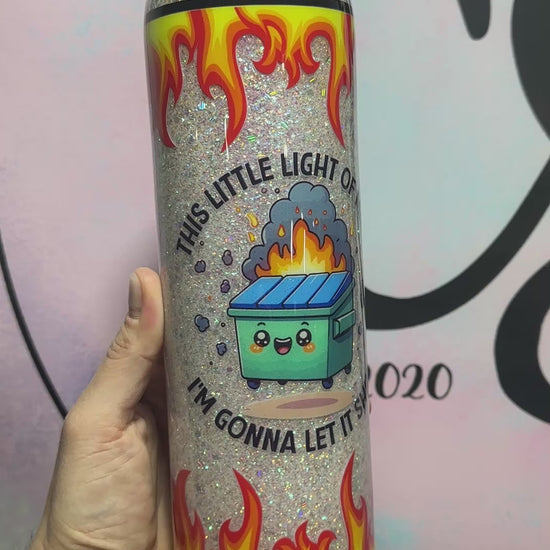 THIS LITTLE LIGHT OF
I'M GONNA LET IT
2020